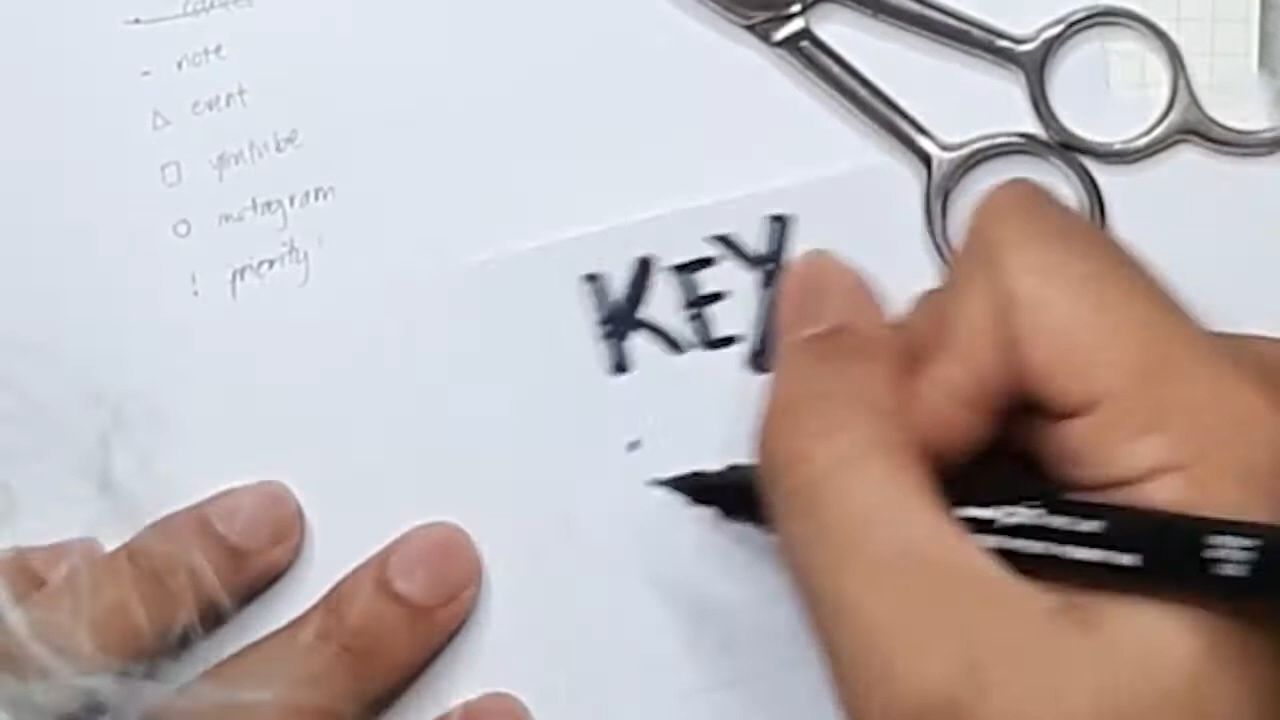 - note
△ event
□ youtube
○ instagram
! priority
KEY